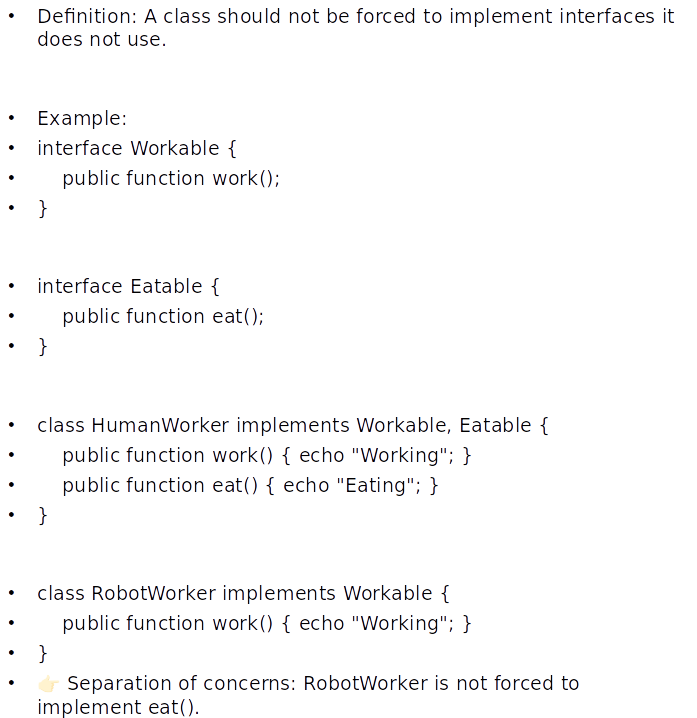 • Definition: A class should not be forced to implement interfaces it
does not use.
• Example:
• interface Workable {
•     public function work();
• }
• interface Eatable {
•     public function eat();
• }
• class HumanWorker implements Workable, Eatable {
•     public function work() { echo "Working"; }
•     public function eat() { echo "Eating"; }
• }
• class RobotWorker implements Workable {
•     public function work() { echo "Working"; }
• }
• 👉 Separation of concerns: RobotWorker is not forced to
implement eat().